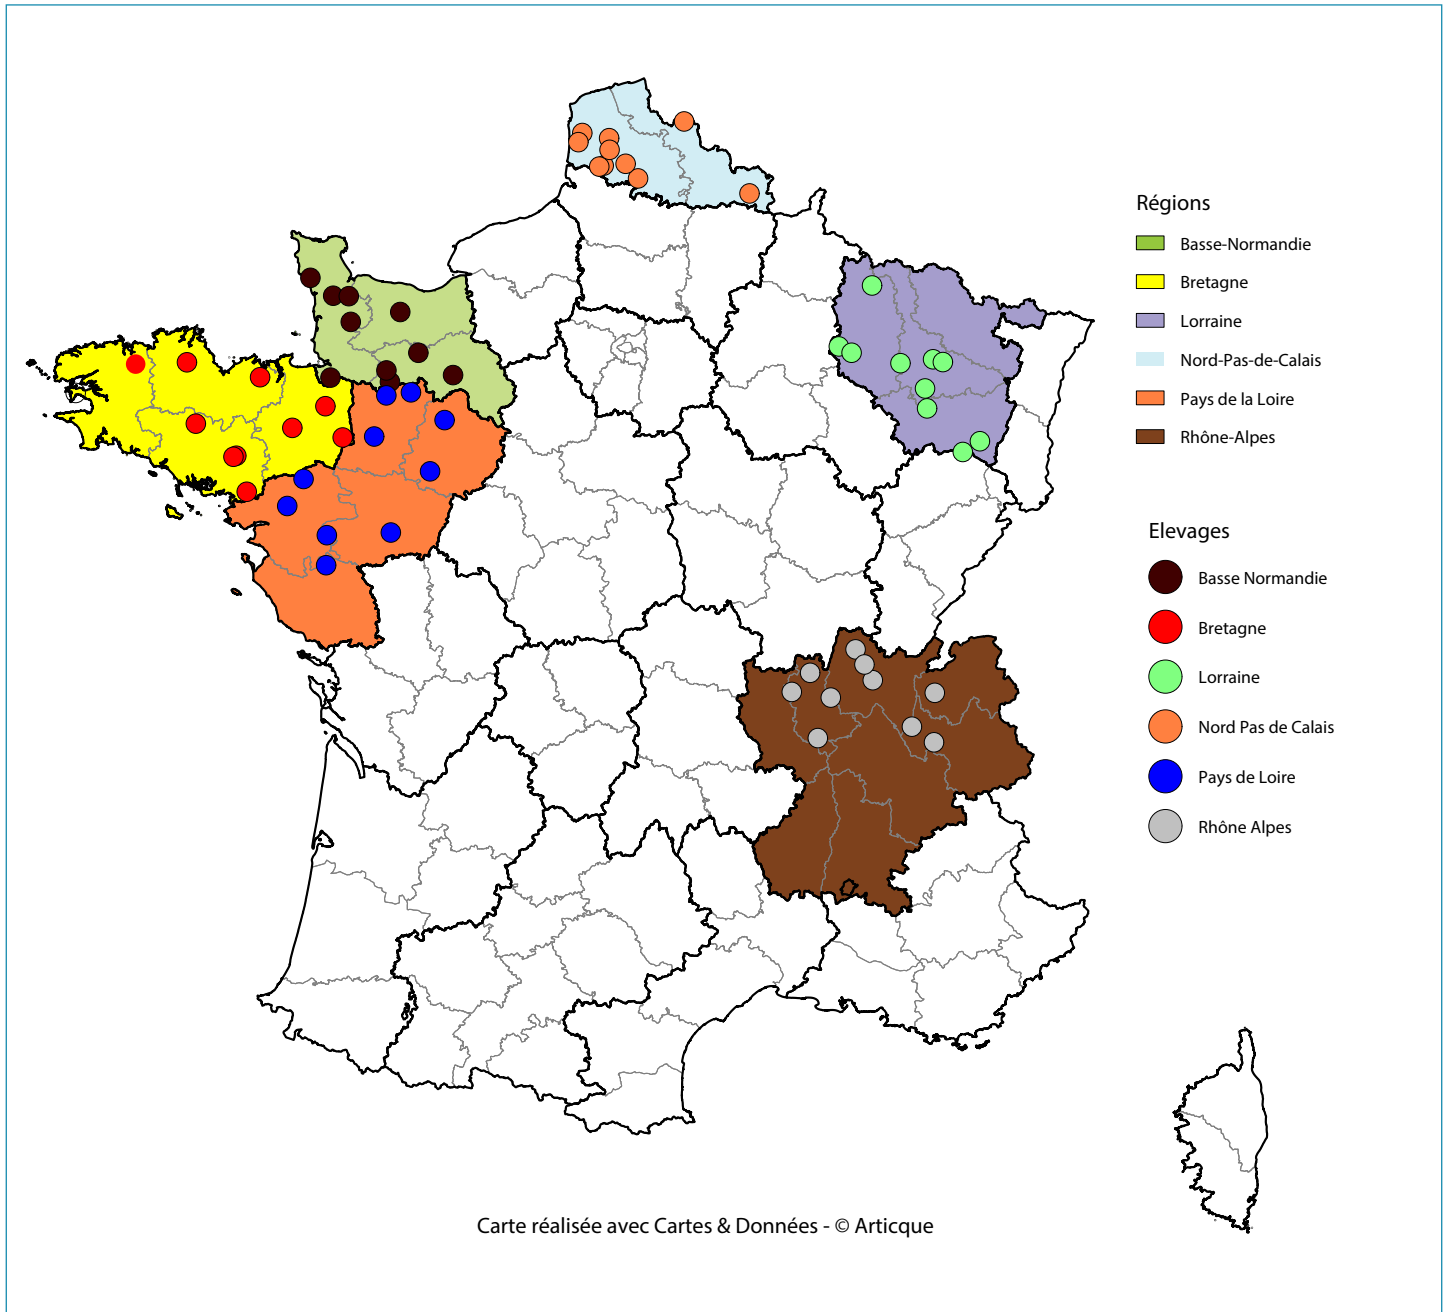 Régions
Basse-Normandie
Bretagne
Lorraine
Nord-Pas-de-Calais
Pays de la Loire
Rhône-Alpes
Elevages
Basse Normandie
Bretagne
Lorraine
Nord Pas de Calais
Pays de Loire
Rhône Alpes
Carte réalisée avec Cartes & Données - © Articque